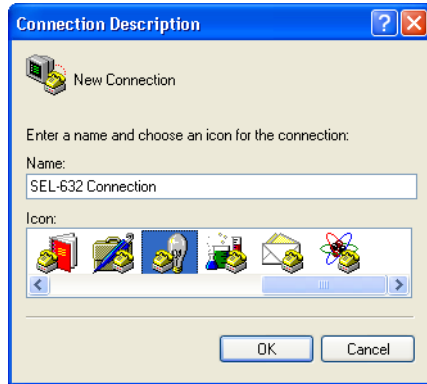 Connection Description
New Connection
Enter a name and choose an icon for the connection:
Name:
SEL-632 Connection
Icon:
OK
Cancel